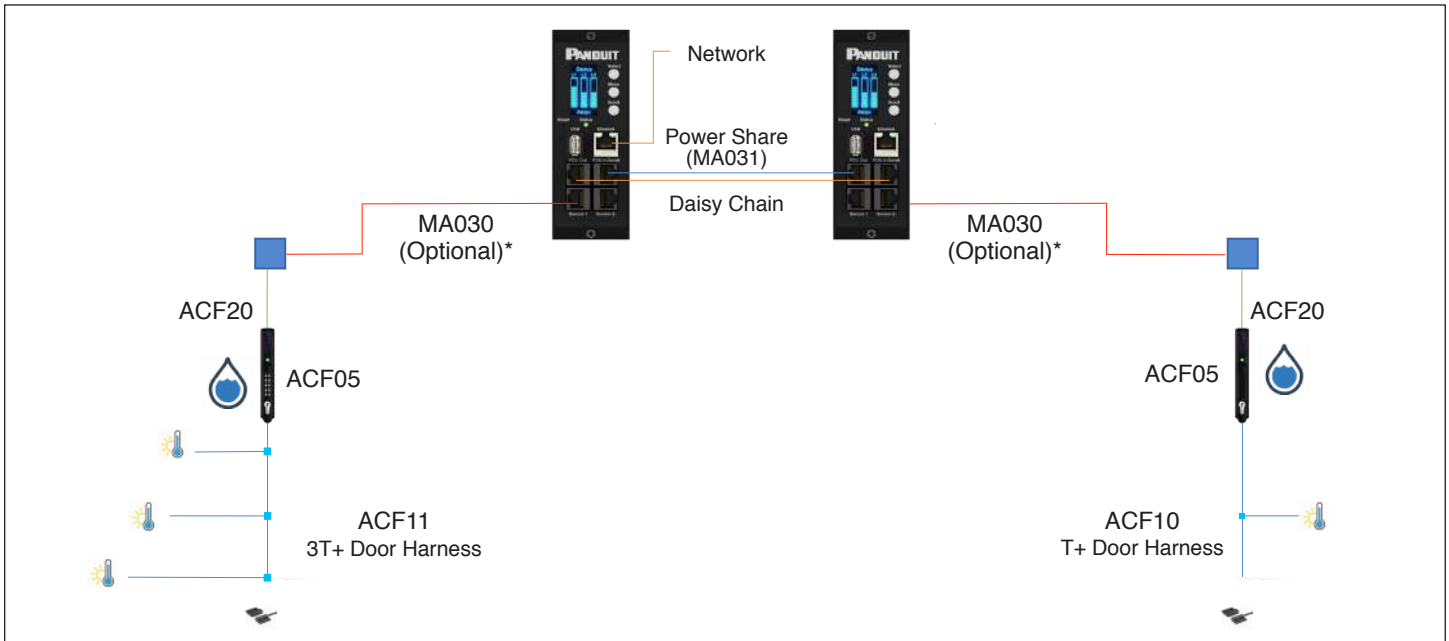 PANDUIT
PANDUIT
Network
Power Share
(MA031)
Daisy Chain
MA030
(Optional)*
MA030
(Optional)*
ACF20
ACF20
ACF05
ACF05
ACF11
3T+ Door Harness
ACF10
T+ Door Harness